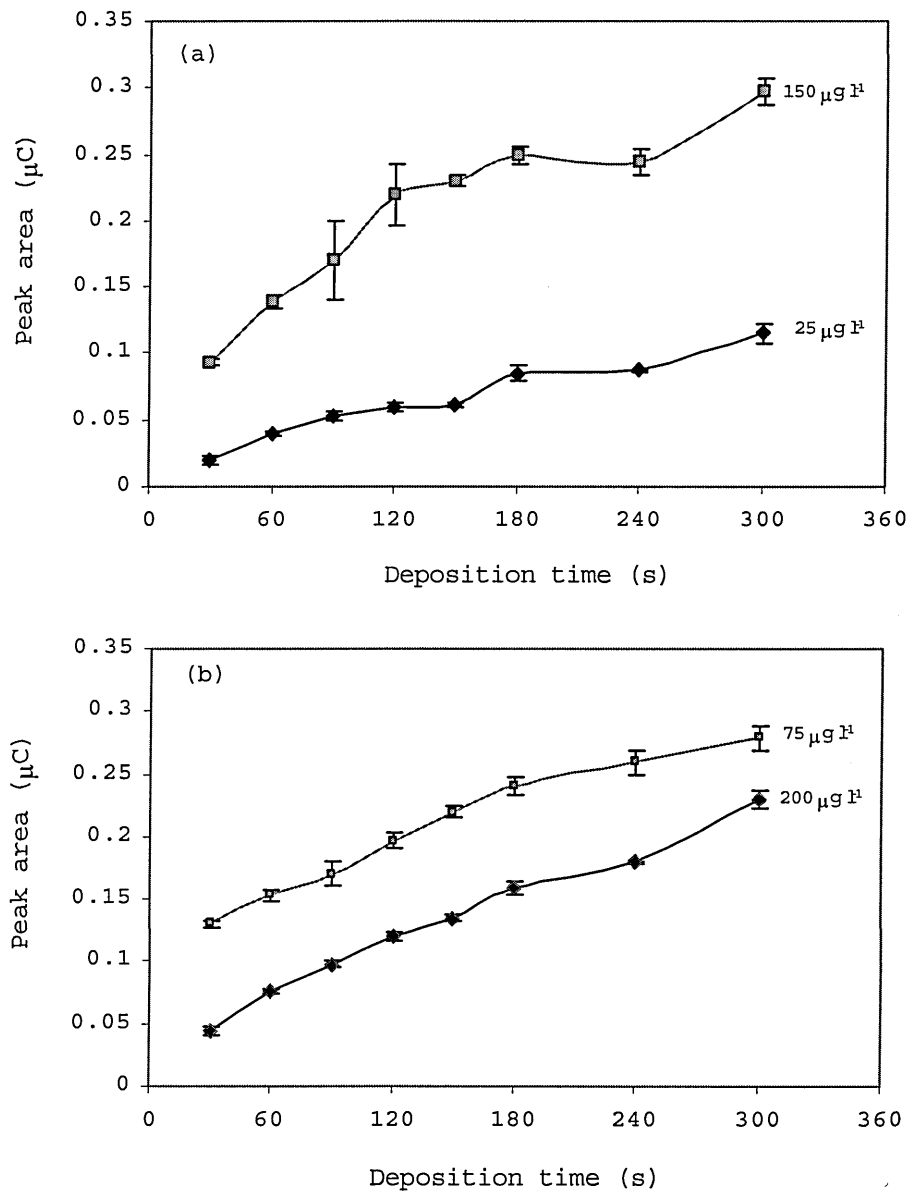 0.35
(a)
0.3
150 µg l⁻¹
0.25
0.2
0.15
0.1
25 µg l⁻¹
0.05
0
Peak area (µC)
0 60 120 180 240 300 360
Deposition time (s)
0.35
(b)
0.3
75 µg l⁻¹
0.25
200 µg l⁻¹
0.2
0.15
0.1
0.05
0
Peak area (µC)
0 60 120 180 240 300 360
Deposition time (s)